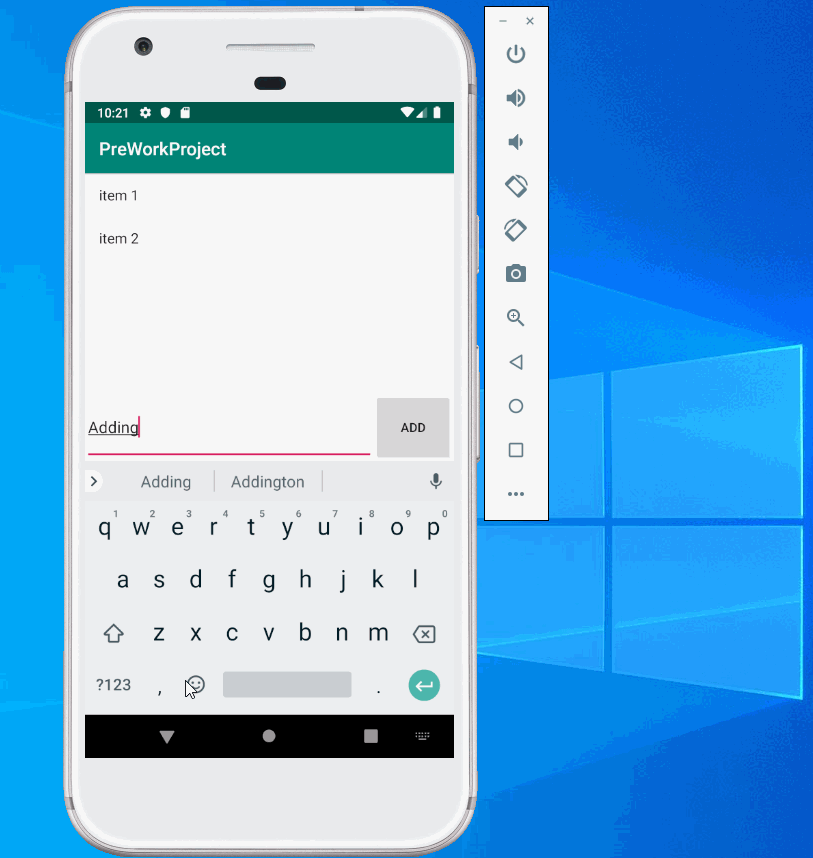 10:21
PreWorkProject
item 1
item 2
Adding
ADD
Adding Addington
1 2 3 4 5 6 7 8 9 0
q w e r t y u i o p
a s d f g h j k l
z x c v b n m
?123 , .